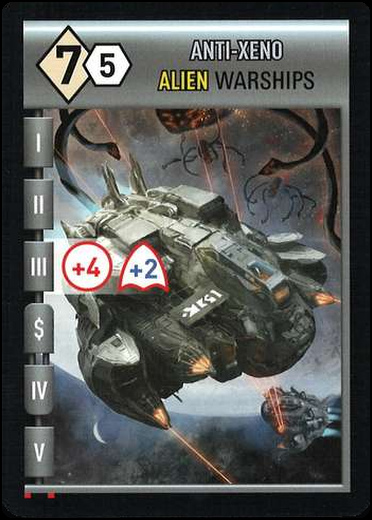 7 5
ANTI-XENO
ALIEN WARSHIPS
I
II
III +4 +2
$
IV
V